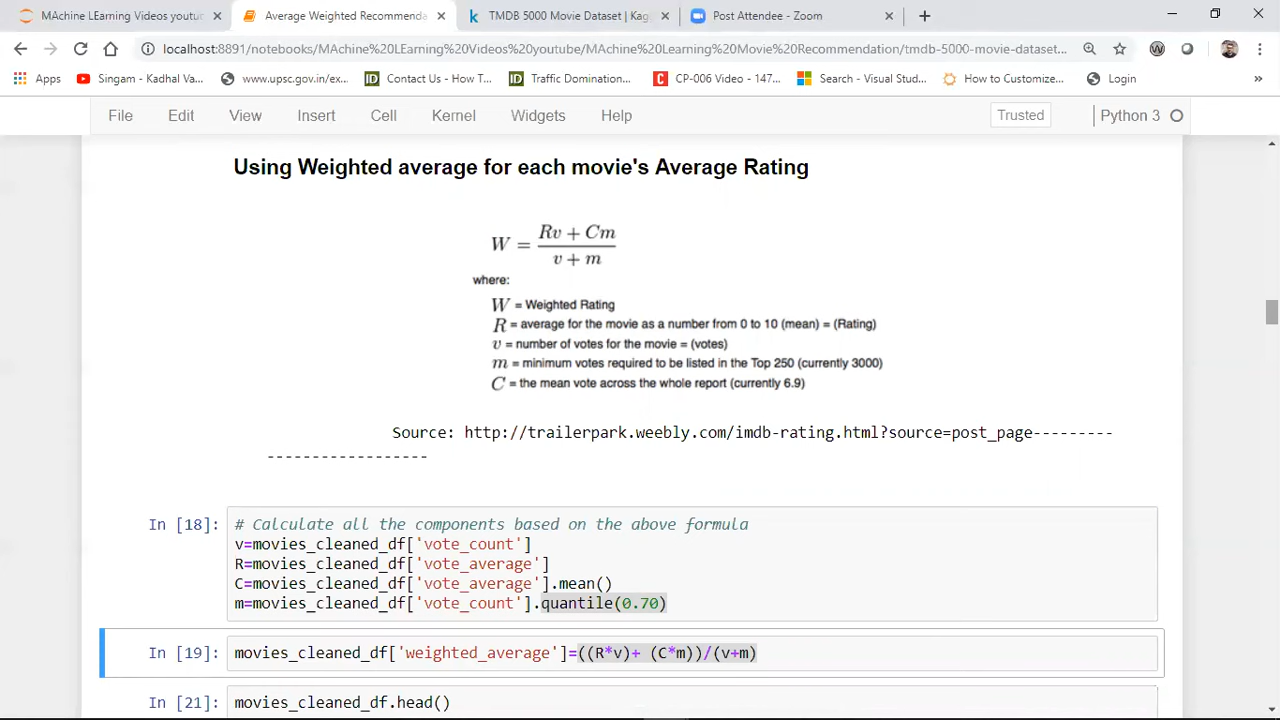 MAchine LEarning Videos youtut
Average Weighted Recommenda
TMDB 5000 Movie Dataset | Kag
Post Attendee - Zoom
localhost:8891/notebooks/MAchine%20LEarning%20Videos%20youtube/MAchine%20Learning%20Movie%20Recommendation/tmdb-5000-movie-dataset...
Apps
Singam - Kadhal Va...
www.upsc.gov.in/ex...
Contact Us - How T...
Traffic Domination...
CP-006 Video - 147...
Search - Visual Stud...
How to Customize...
Login
File Edit View Insert Cell Kernel Widgets Help
Trusted
Python 3
Using Weighted average for each movie's Average Rating
W = (Rv + Cm) / (v + m)
where:
W = Weighted Rating
R = average for the movie as a number from 0 to 10 (mean) = (Rating)
v = number of votes for the movie = (votes)
m = minimum votes required to be listed in the Top 250 (currently 3000)
C = the mean vote across the whole report (currently 6.9)
Source: http://trailerpark.weebly.com/imdb-rating.html?source=post_page---------
------------------
In [18]: # Calculate all the components based on the above formula
v=movies_cleaned_df['vote_count']
R=movies_cleaned_df['vote_average']
C=movies_cleaned_df['vote_average'].mean()
m=movies_cleaned_df['vote_count'].quantile(0.70)
In [19]: movies_cleaned_df['weighted_average']=((R*v)+ (C*m))/(v+m)
In [21]: movies_cleaned_df.head()